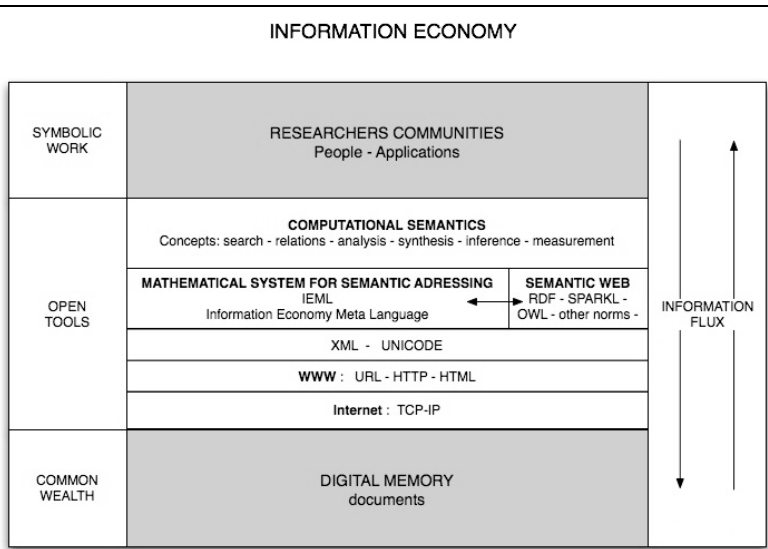 INFORMATION ECONOMY
SYMBOLIC
WORK
RESEARCHERS COMMUNITIES
People - Applications
OPEN
TOOLS
COMPUTATIONAL SEMANTICS
Concepts: search - relations - analysis - synthesis - inference - measurement
MATHEMATICAL SYSTEM FOR SEMANTIC ADRESSING
IEML
Information Economy Meta Language
SEMANTIC WEB
RDF - SPARKL -
OWL - other norms -
XML - UNICODE
WWW : URL - HTTP - HTML
Internet : TCP-IP
INFORMATION
FLUX
COMMON
WEALTH
DIGITAL MEMORY
documents